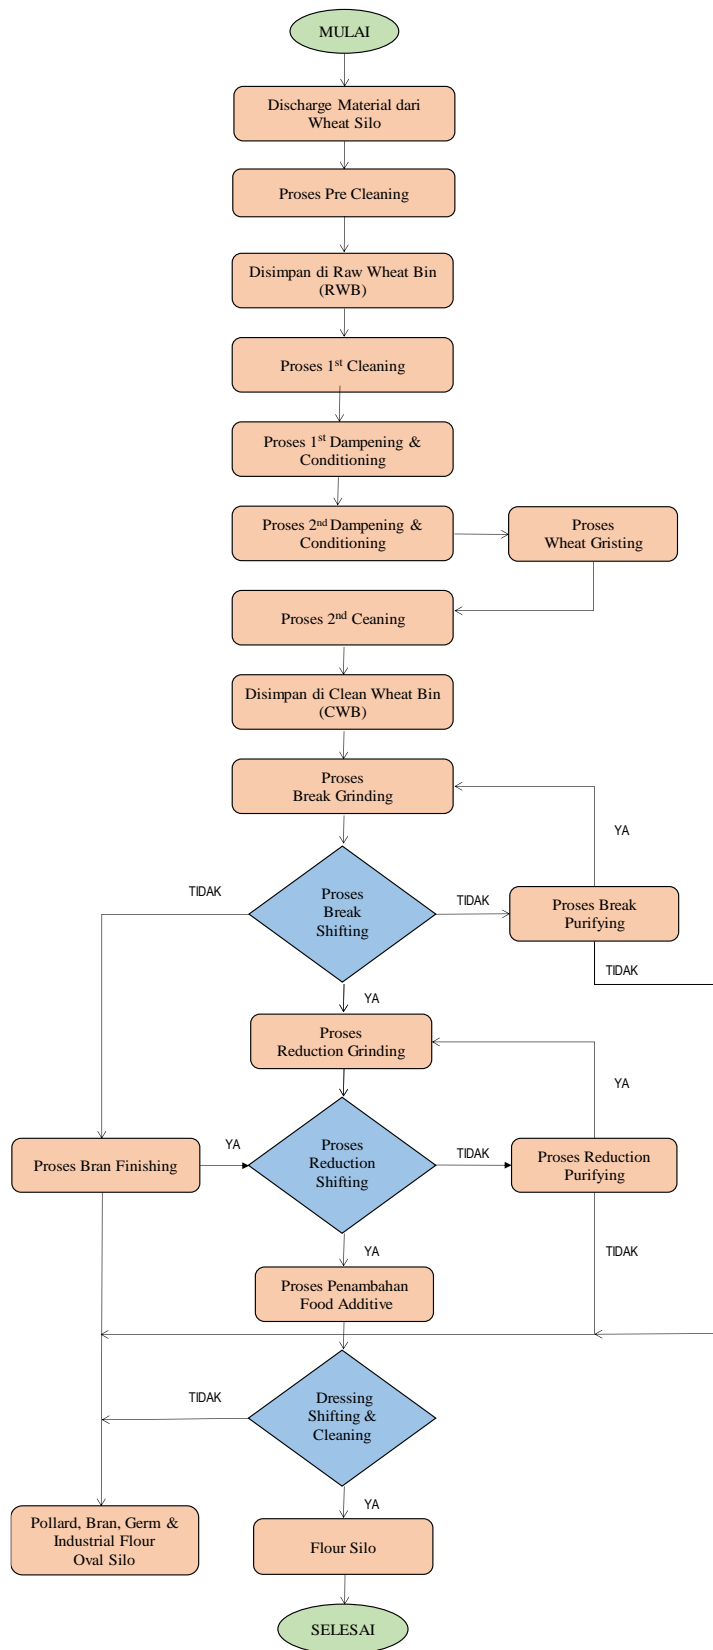 MULAI
Discharge Material dari
Wheat Silo
Proses Pre Cleaning
Disimpan di Raw Wheat Bin
(RWB)
Proses 1st Cleaning
Proses 1st Dampening &
Conditioning
Proses 2nd Dampening &
Conditioning
Proses
Wheat Gristing
Proses 2nd Ceaning
Disimpan di Clean Wheat Bin
(CWB)
Proses
Break Grinding
YA
TIDAK
Proses
Break
Shifting
TIDAK
Proses Break
Purifying
TIDAK
YA
Proses
Reduction Grinding
YA
Proses Bran Finishing
YA
Proses
Reduction
Shifting
TIDAK
Proses Reduction
Purifying
YA
TIDAK
Proses Penambahan
Food Additive
TIDAK
Dressing
Shifting &
Cleaning
YA
Pollard, Bran, Germ &
Industrial Flour
Oval Silo
Flour Silo
SELESAI